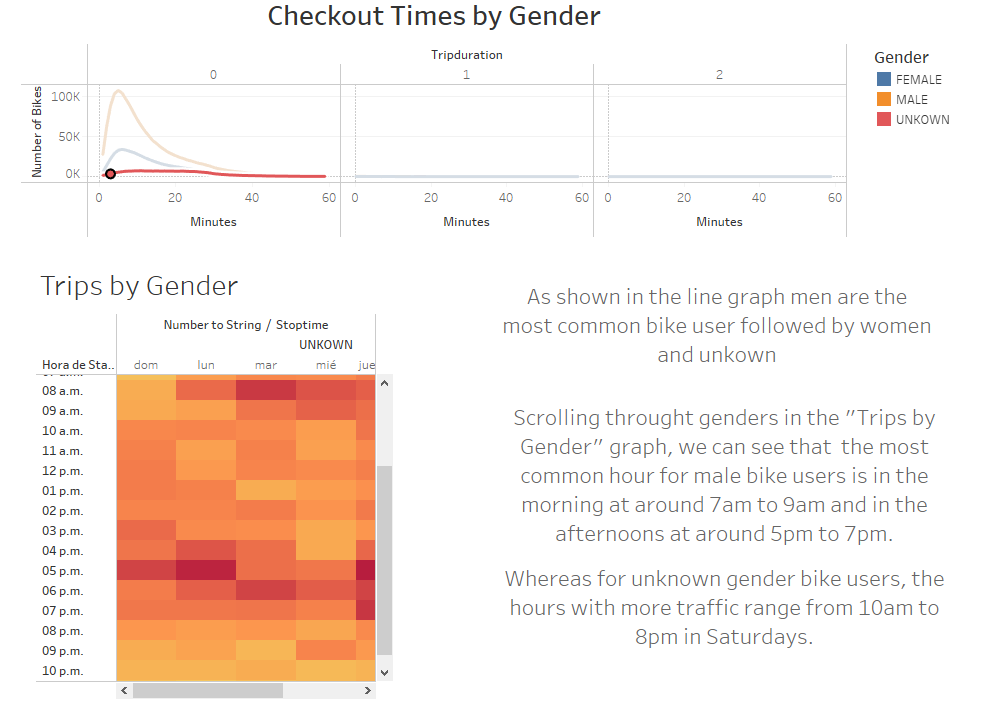 Checkout Times by Gender
Tripduration
0 1 2
Number of Bikes
100K
50K
0K
0 20 40 60 0 20 40 60 0 20 40 60
Minutes Minutes Minutes
Gender
FEMALE
MALE
UNKOWN
Trips by Gender
Number to String / Stoptime
UNKOWN
Hora de Sta.. dom lun mar mié jue
08 a.m.
09 a.m.
10 a.m.
11 a.m.
12 p.m.
01 p.m.
02 p.m.
03 p.m.
04 p.m.
05 p.m.
06 p.m.
07 p.m.
08 p.m.
09 p.m.
10 p.m.
As shown in the line graph men are the
most common bike user followed by women
and unkown
Scrolling throught genders in the "Trips by
Gender" graph, we can see that the most
common hour for male bike users is in the
morning at around 7am to 9am and in the
afternoons at around 5pm to 7pm.
Whereas for unknown gender bike users, the
hours with more traffic range from 10am to
8pm in Saturdays.